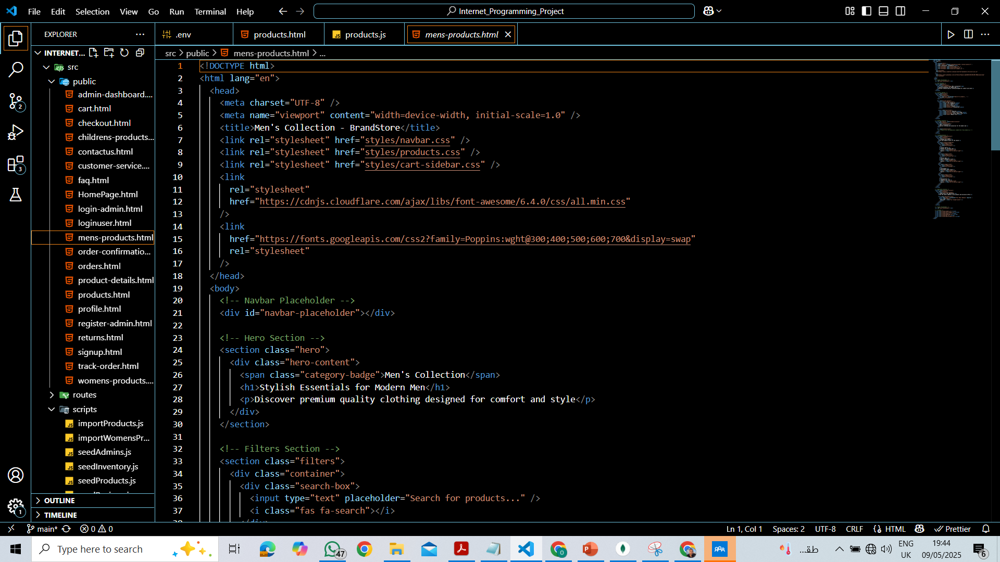 File Edit Selection View Go Run Terminal Help
Internet_Programming_Project
EXPLORER
.env
products.html
products.js
mens-products.html
INTERNET...
src > public > mens-products.html > ...
src
public
admin-dashboard....
cart.html
checkout.html
childrens-products...
contactus.html
customer-service....
faq.html
HomePage.html
login-admin.html
loginuser.html
mens-products.html
order-confirmatio...
orders.html
product-details.html
products.html
profile.html
register-admin.html
returns.html
signup.html
track-order.html
womens-products....
routes
scripts
importProducts.js
importWomensPr...
seedAdmins.js
seedInventory.js
seedProducts.js
OUTLINE
TIMELINE
2
3
1
1 <!DOCTYPE html>
2 <html lang="en">
3 <head>
4 <meta charset="UTF-8" />
5 <meta name="viewport" content="width=device-width, initial-scale=1.0" />
6 <title>Men's Collection - BrandStore</title>
7 <link rel="stylesheet" href="styles/navbar.css" />
8 <link rel="stylesheet" href="styles/products.css" />
9 <link rel="stylesheet" href="styles/cart-sidebar.css" />
10 <link
11 rel="stylesheet"
12 href="https://cdnjs.cloudflare.com/ajax/libs/font-awesome/6.4.0/css/all.min.css"
13 />
14 <link
15 href="https://fonts.googleapis.com/css2?family=Poppins:wght@300;400;500;600;700&display=swap"
16 rel="stylesheet"
17 />
18 </head>
19 <body>
20 <!-- Navbar Placeholder -->
21 <div id="navbar-placeholder"></div>
22
23 <!-- Hero Section -->
24 <section class="hero">
25 <div class="hero-content">
26 <span class="category-badge">Men's Collection</span>
27 <h1>Stylish Essentials for Modern Men</h1>
28 <p>Discover premium quality clothing designed for comfort and style</p>
29 </div>
30 </section>
31
32 <!-- Filters Section -->
33 <section class="filters">
34 <div class="container">
35 <div class="search-box">
36 <input type="text" placeholder="Search for products..." />
37 <i class="fas fa-search"></i>
38 </div>
main* 0 0
Ln 1, Col 1 Spaces: 2 UTF-8 CRLF HTML Prettier
Type here to search
47
طق...
ENG
UK
19:44
09/05/2025
6